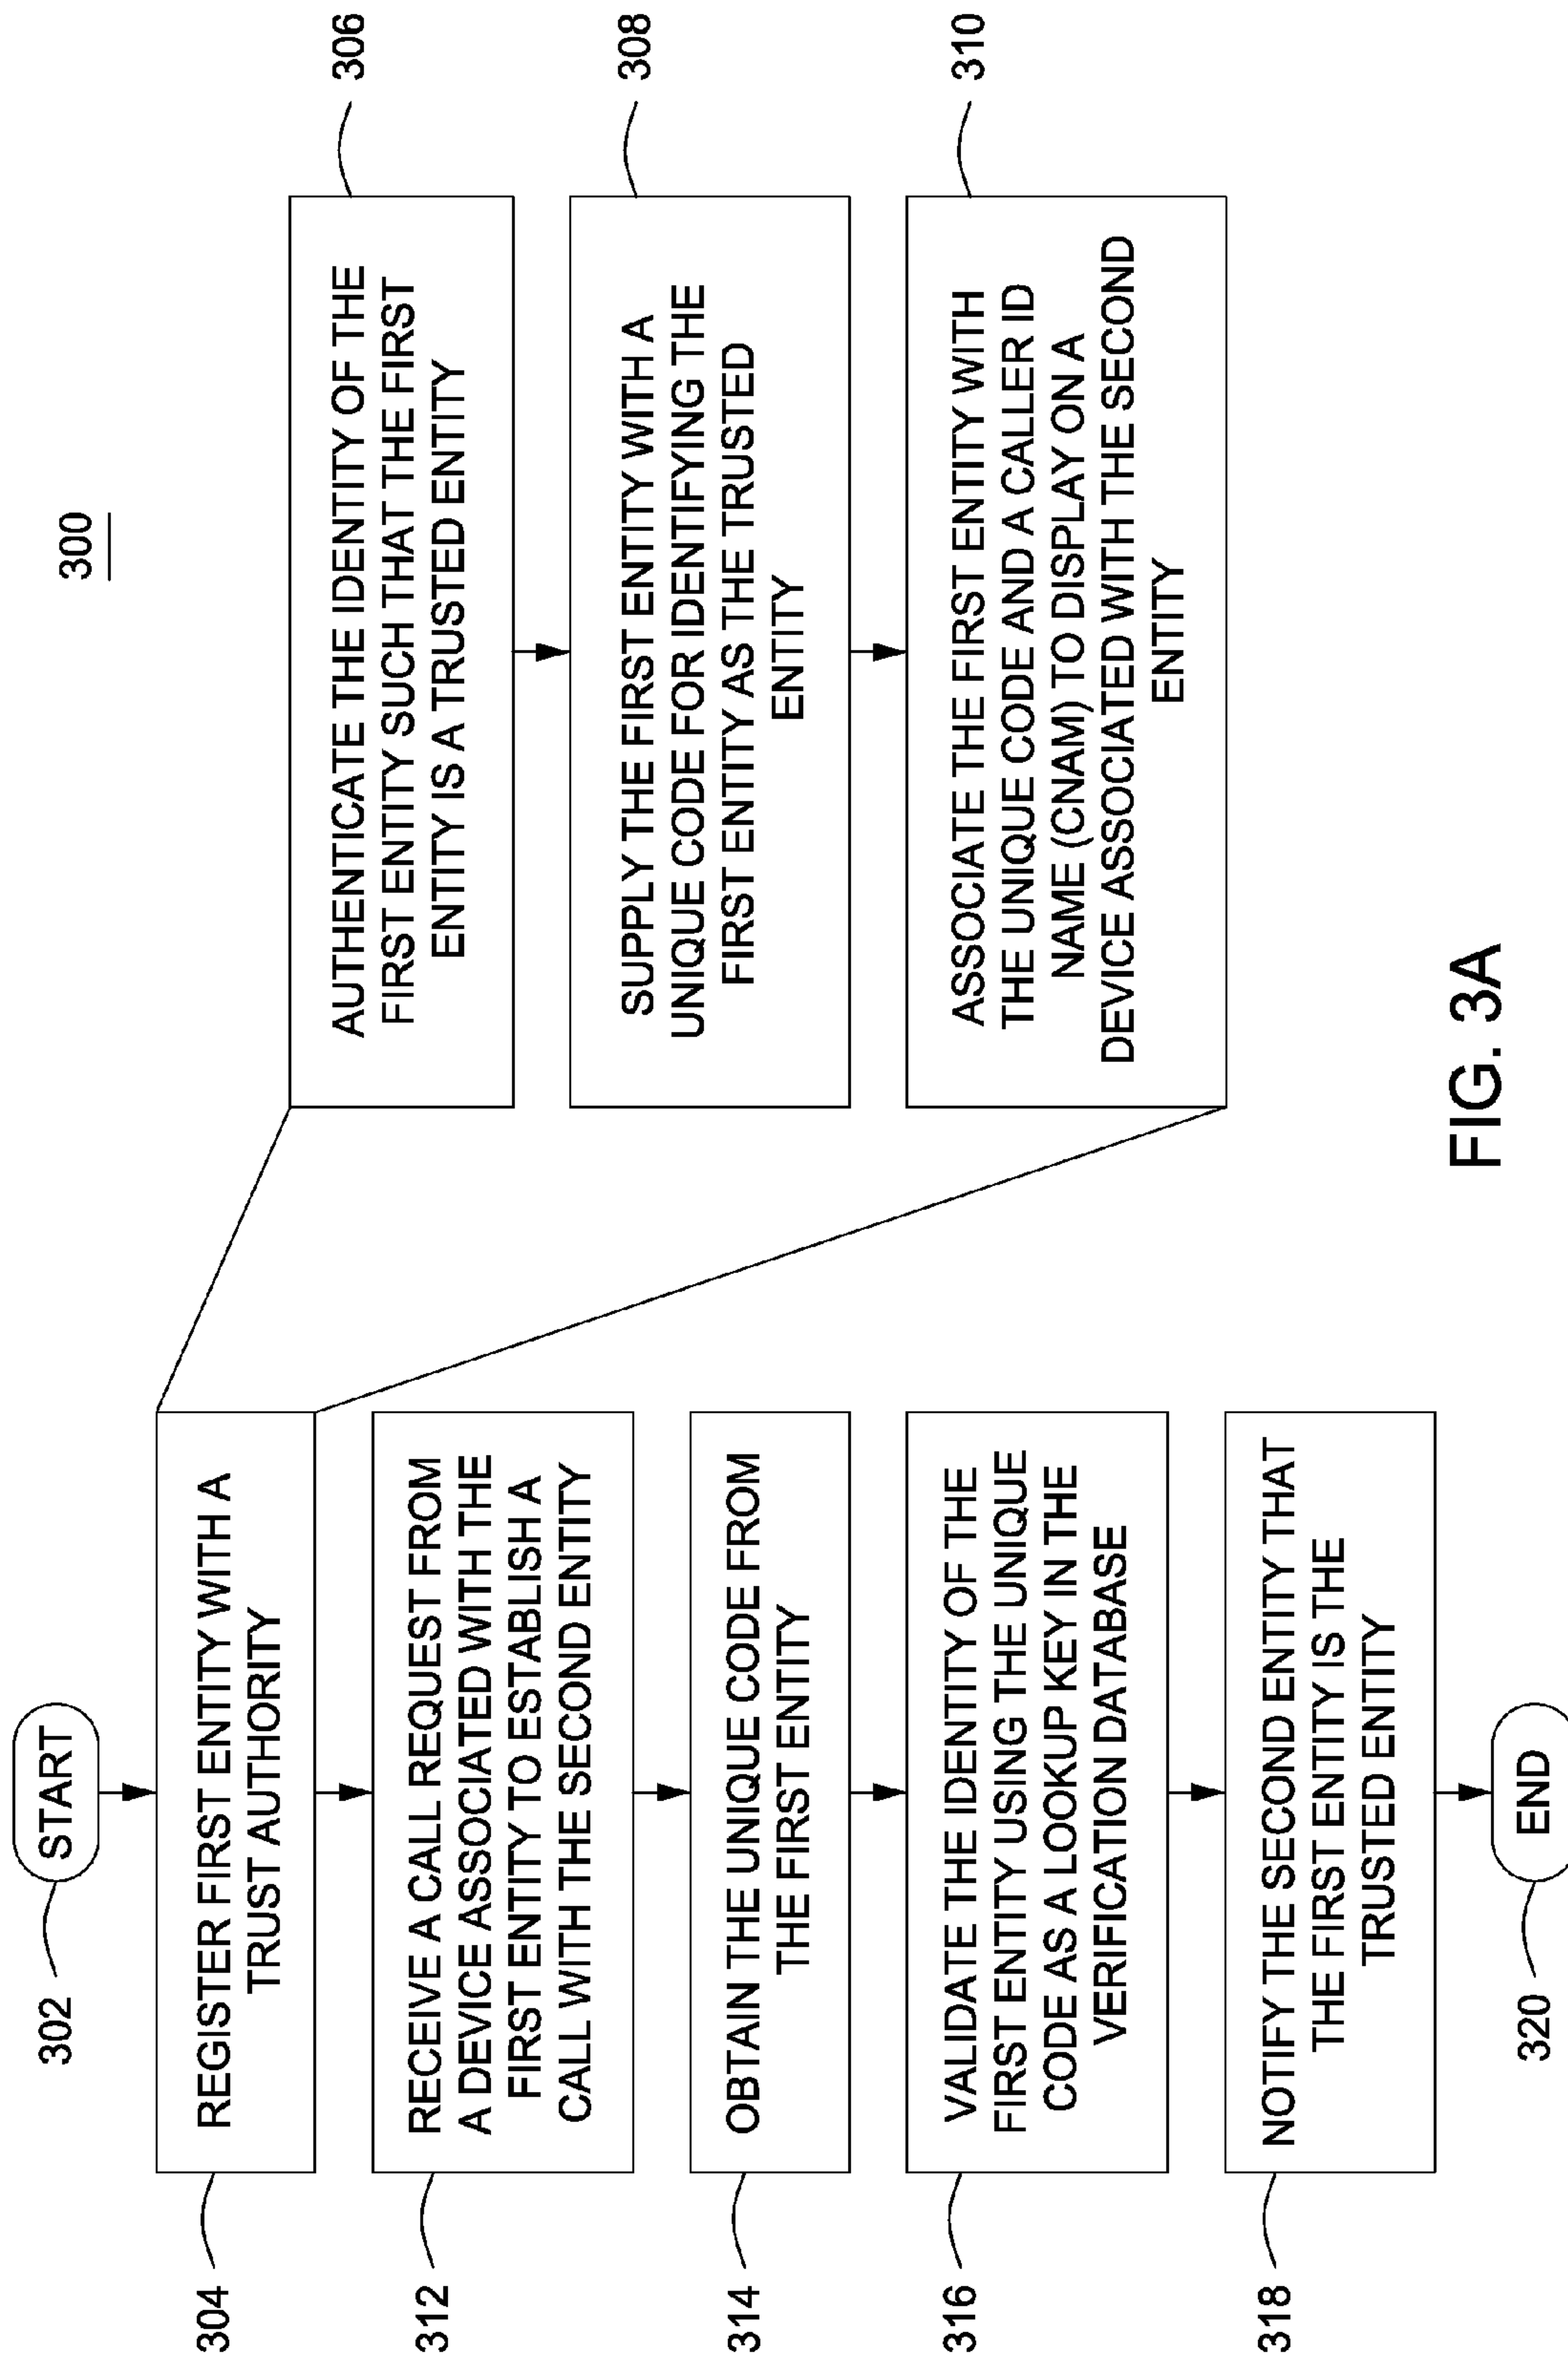 300
302
START
304
REGISTER FIRST ENTITY WITH A
TRUST AUTHORITY
312
RECEIVE A CALL REQUEST FROM
A DEVICE ASSOCIATED WITH THE
FIRST ENTITY TO ESTABLISH A
CALL WITH THE SECOND ENTITY
314
OBTAIN THE UNIQUE CODE FROM
THE FIRST ENTITY
316
VALIDATE THE IDENTITY OF THE
FIRST ENTITY USING THE UNIQUE
CODE AS A LOOKUP KEY IN THE
VERIFICATION DATABASE
318
NOTIFY THE SECOND ENTITY THAT
THE FIRST ENTITY IS THE
TRUSTED ENTITY
320
END
306
AUTHENTICATE THE IDENTITY OF THE
FIRST ENTITY SUCH THAT THE FIRST
ENTITY IS A TRUSTED ENTITY
308
SUPPLY THE FIRST ENTITY WITH A
UNIQUE CODE FOR IDENTIFYING THE
FIRST ENTITY AS THE TRUSTED
ENTITY
310
ASSOCIATE THE FIRST ENTITY WITH
THE UNIQUE CODE AND A CALLER ID
NAME (CNAM) TO DISPLAY ON A
DEVICE ASSOCIATED WITH THE SECOND
ENTITY
FIG. 3A